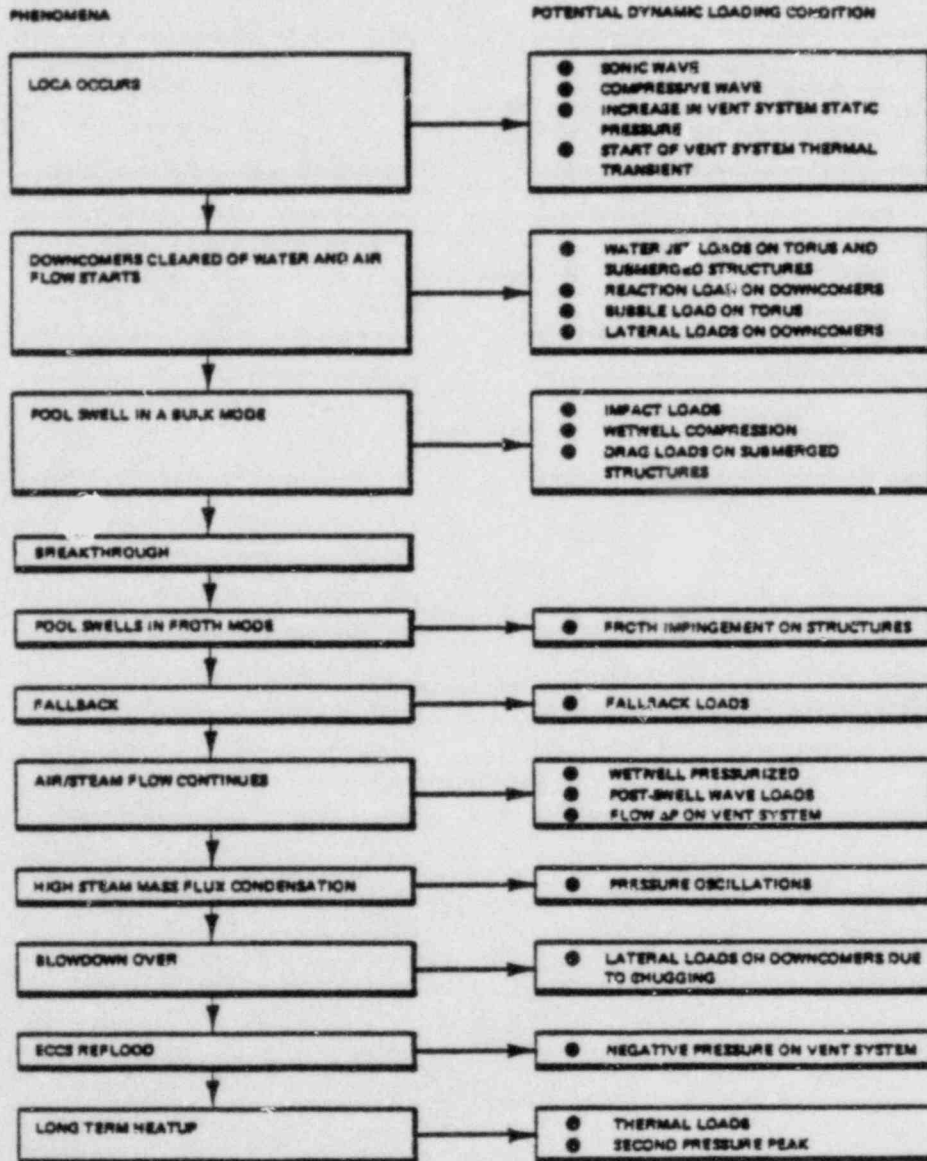 PHENOMENA
POTENTIAL DYNAMIC LOADING CONDITION
LOCA OCCURS
● SONIC WAVE
● COMPRESSIVE WAVE
● INCREASE IN VENT SYSTEM STATIC
PRESSURE
● START OF VENT SYSTEM THERMAL
TRANSIENT
DOWNCOMERS CLEARED OF WATER AND AIR
FLOW STARTS
● WATER JET LOADS ON TORUS AND
SUBMERGED STRUCTURES
● REACTION LOAD ON DOWNCOMERS
● BUBBLE LOAD ON TORUS
● LATERAL LOADS ON DOWNCOMERS
POOL SWELL IN A BULK MODE
● IMPACT LOADS
● WETWELL COMPRESSION
● DRAG LOADS ON SUBMERGED
STRUCTURES
BREAKTHROUGH
POOL SWELLS IN FROTH MODE
● FROTH IMPINGEMENT ON STRUCTURES
FALLBACK
● FALLBACK LOADS
AIR/STEAM FLOW CONTINUES
● WETWELL PRESSURIZED
● POST-SWELL WAVE LOADS
● FLOW ΔP ON VENT SYSTEM
HIGH STEAM MASS FLUX CONDENSATION
● PRESSURE OSCILLATIONS
BLOWDOWN OVER
● LATERAL LOADS ON DOWNCOMERS DUE
TO CHUGGING
ECCS REFLOOD
● NEGATIVE PRESSURE ON VENT SYSTEM
LONG TERM HEATUP
● THERMAL LOADS
● SECOND PRESSURE PEAK